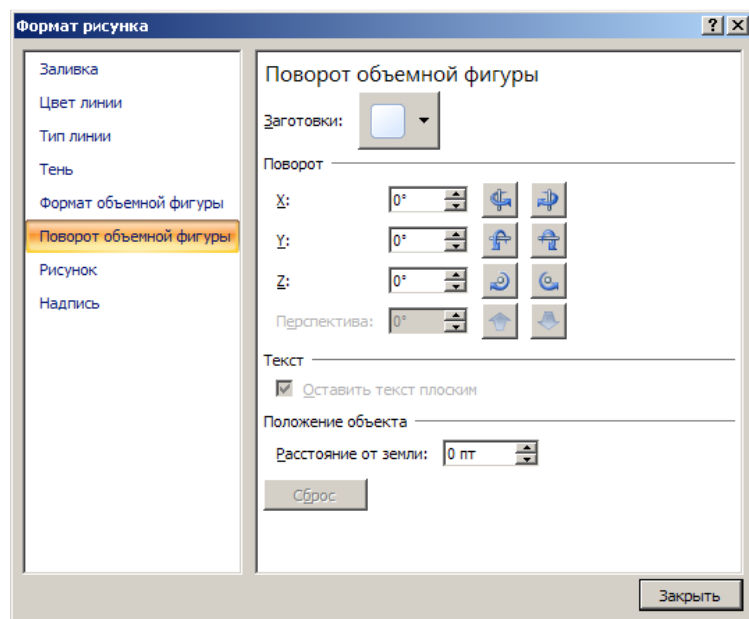 Формат рисунка
Заливка
Цвет линии
Тип линии
Тень
Формат объемной фигуры
Поворот объемной фигуры
Рисунок
Надпись
Поворот объемной фигуры
Заготовки:
Поворот
X: 0°
Y: 0°
Z: 0°
Перспектива: 0°
Текст
Оставить текст плоским
Положение объекта
Расстояние от земли: 0 пт
Сброс
Закрыть